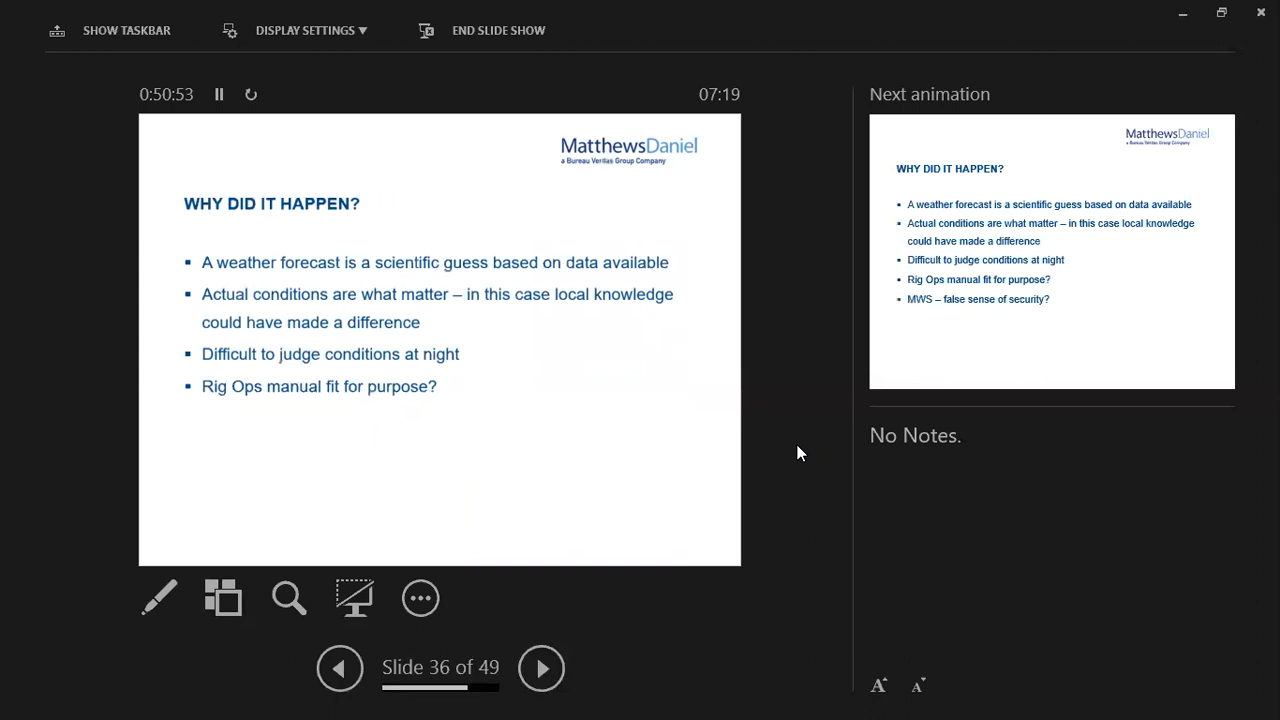 SHOW TASKBAR
DISPLAY SETTINGS
END SLIDE SHOW
0:50:53
07:19
MatthewsDaniel
a Bureau Veritas Group Company
WHY DID IT HAPPEN?
▪ A weather forecast is a scientific guess based on data available
▪ Actual conditions are what matter – in this case local knowledge
could have made a difference
▪ Difficult to judge conditions at night
▪ Rig Ops manual fit for purpose?
Slide 36 of 49
Next animation
MatthewsDaniel
a Bureau Veritas Group Company
WHY DID IT HAPPEN?
▪ A weather forecast is a scientific guess based on data available
▪ Actual conditions are what matter – in this case local knowledge
could have made a difference
▪ Difficult to judge conditions at night
▪ Rig Ops manual fit for purpose?
▪ MWS – false sense of security?
No Notes.
A A